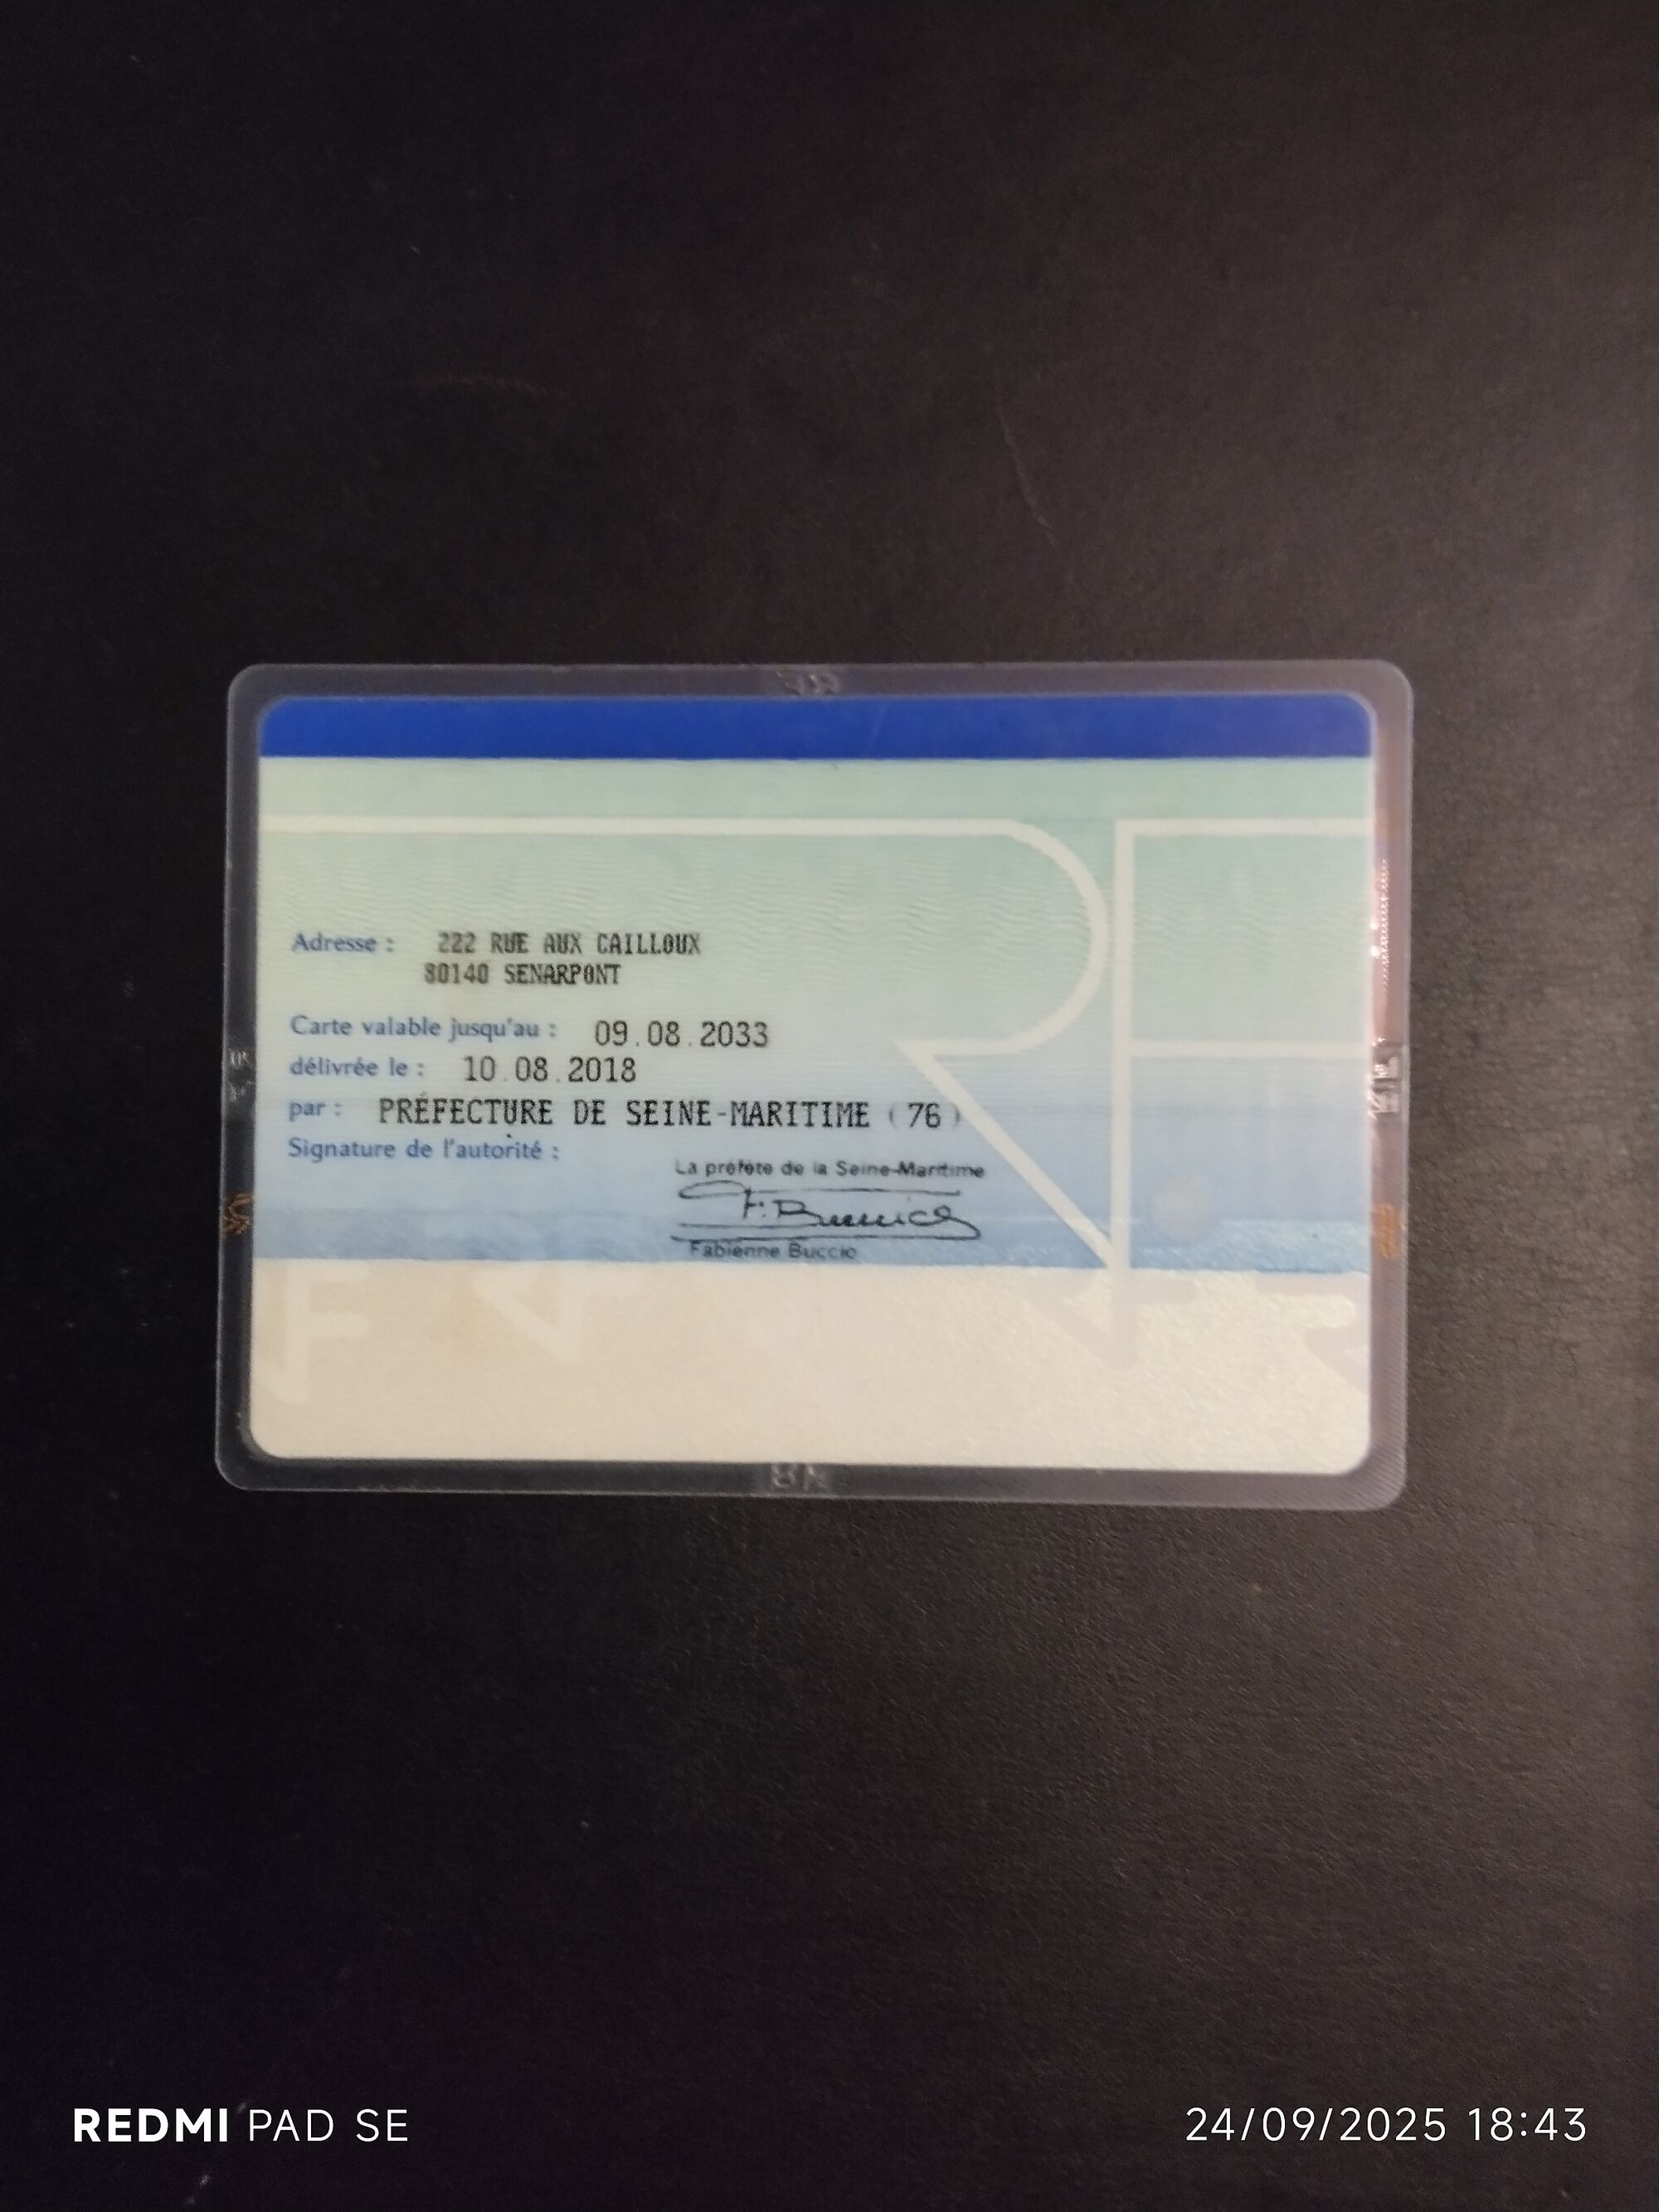 Adresse : 222 RUE AUX CAILLOUX
80140 SENARPONT
Carte valable jusqu'au : 09.08.2033
délivrée le : 10.08.2018
par : PRÉFECTURE DE SEINE-MARITIME (76)
Signature de l'autorité :
La préfète de la Seine-Maritime
F. Buccio
Fabienne Buccio
RF
REDMI PAD SE
24/09/2025 18:43